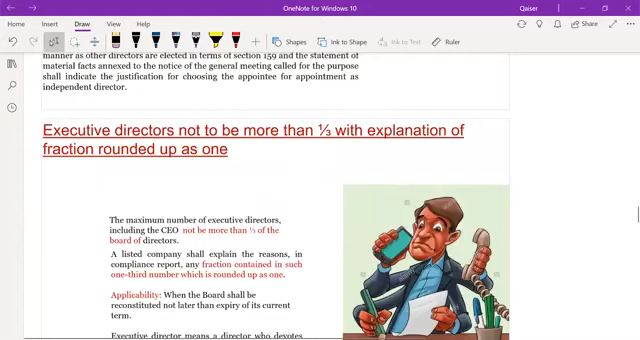 OneNote for Windows 10
Qaiser
Home
Insert
Draw
View
Help
Share
Shapes
Ink to Shape
Ink to Text
Ruler
manner as other directors are elected in terms of section 159 and the statement of
material facts annexed to the notice of the general meeting called for the purpose
shall indicate the justification for choosing the appointee for appointment as
independent director.
Executive directors not to be more than ⅓ with explanation of
fraction rounded up as one
The maximum number of executive directors,
including the CEO not be more than ⅓ of the
board of directors.
A listed company shall explain the reasons, in
compliance report, any fraction contained in such
one-third number which is rounded up as one.
Applicability: When the Board shall be
reconstituted not later than expiry of its current
term.
Executive director means a director who devotes